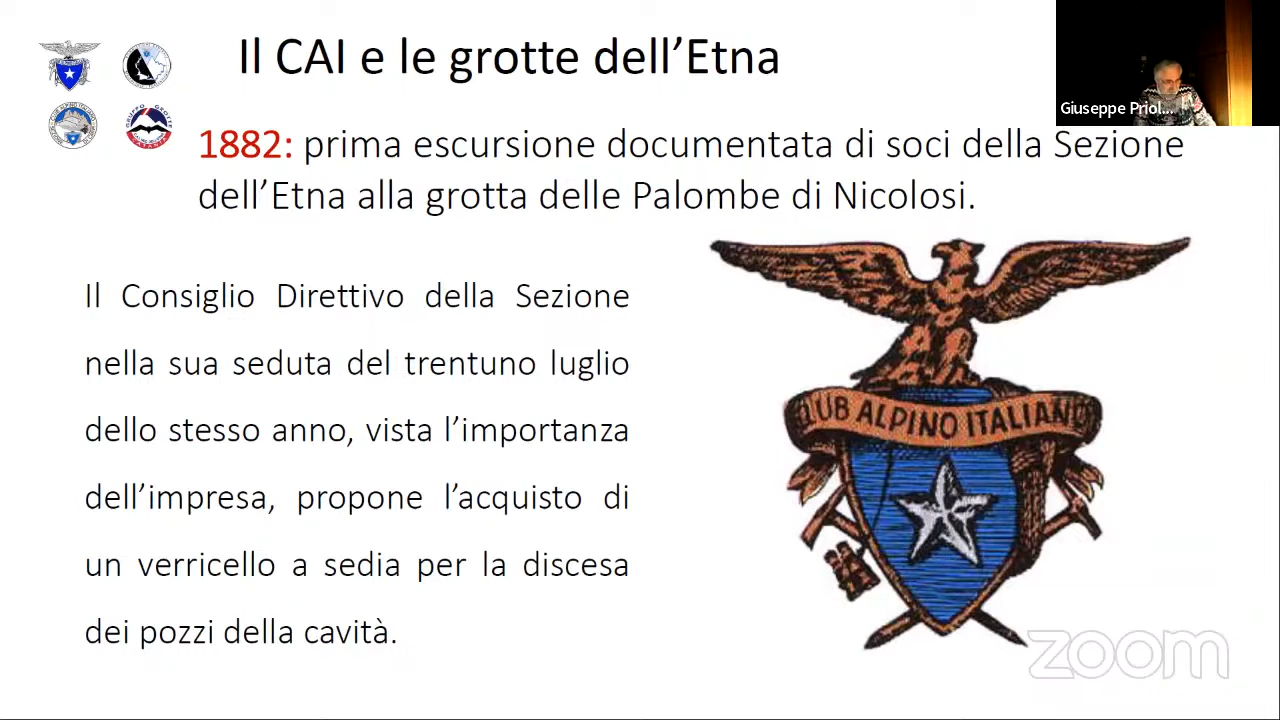 Il CAI e le grotte dell’Etna
Giuseppe Priol...
1882: prima escursione documentata di soci della Sezione
dell’Etna alla grotta delle Palombe di Nicolosi.
Il Consiglio Direttivo della Sezione
nella sua seduta del trentuno luglio
dello stesso anno, vista l’importanza
dell’impresa, propone l’acquisto di
un verricello a sedia per la discesa
dei pozzi della cavità.
CLUB ALPINO ITALIANO
zoom